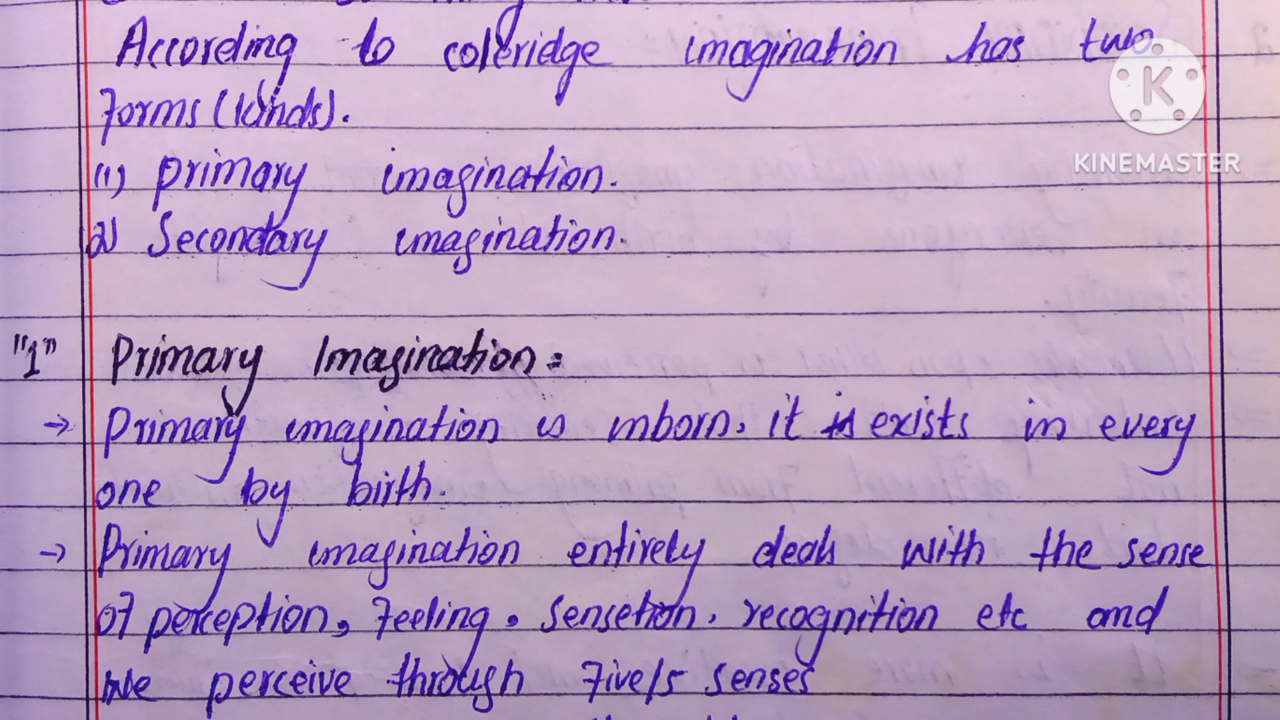 According to coleridge imagination has two
forms (kinds).
(1) primary imagination.
2) Secondary imagination.
"1" Primary Imagination =
→ Primary imagination is inborn. it is exists in every
one by birth.
→ Primary imagination entirely deals with the sense
of perception, feeling, sensetion, recognition etc and
we perceive through five/5 senses
K
KINEMASTER